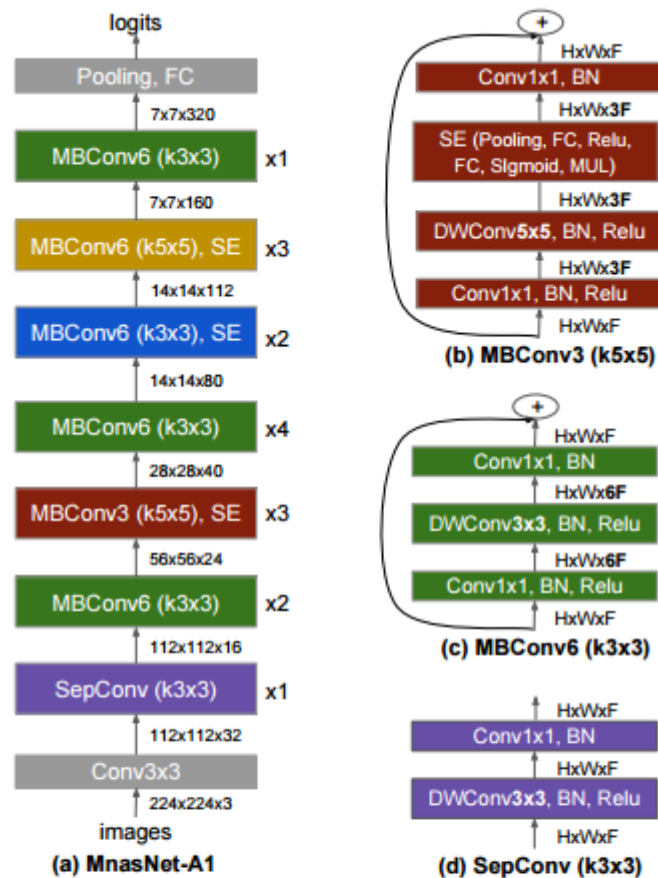 logits
Pooling, FC
7x7x320
MBConv6 (k3x3)
x1
7x7x160
MBConv6 (k5x5), SE
x3
14x14x112
MBConv6 (k3x3), SE
x2
14x14x80
MBConv6 (k3x3)
x4
28x28x40
MBConv3 (k5x5), SE
x3
56x56x24
MBConv6 (k3x3)
x2
112x112x16
SepConv (k3x3)
x1
112x112x32
Conv3x3
224x224x3
images
(a) MnasNet-A1
+
HxWxF
Conv1x1, BN
HxWx3F
SE (Pooling, FC, Relu,
FC, SIgmoid, MUL)
HxWx3F
DWConv5x5, BN, Relu
HxWx3F
Conv1x1, BN, Relu
HxWxF
(b) MBConv3 (k5x5)
+
HxWxF
Conv1x1, BN
HxWx6F
DWConv3x3, BN, Relu
HxWx6F
Conv1x1, BN, Relu
HxWxF
(c) MBConv6 (k3x3)
HxWxF
Conv1x1, BN
HxWxF
DWConv3x3, BN, Relu
HxWxF
(d) SepConv (k3x3)